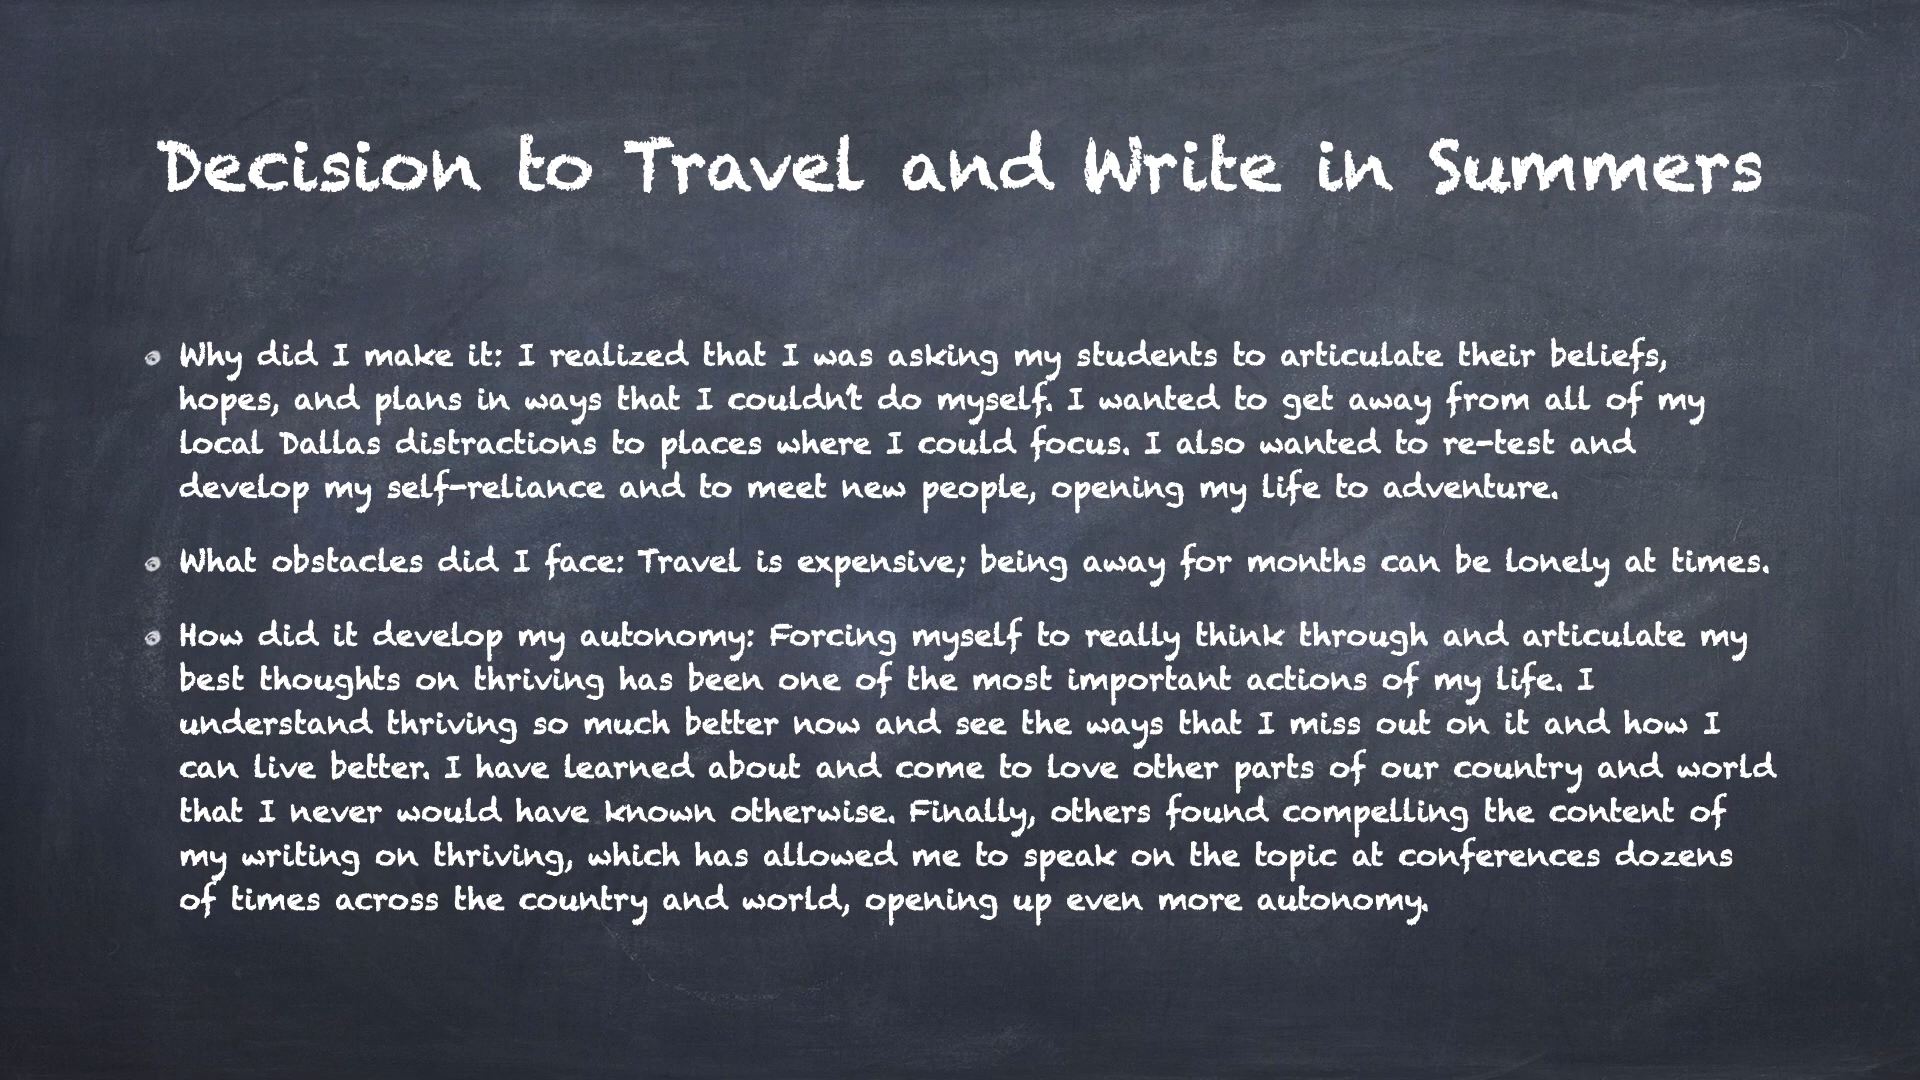 Decision to Travel and Write in Summers
Why did I make it: I realized that I was asking my students to articulate their beliefs,
hopes, and plans in ways that I couldn't do myself. I wanted to get away from all of my
local Dallas distractions to places where I could focus. I also wanted to re-test and
develop my self-reliance and to meet new people, opening my life to adventure.
What obstacles did I face: Travel is expensive; being away for months can be lonely at times.
How did it develop my autonomy: Forcing myself to really think through and articulate my
best thoughts on thriving has been one of the most important actions of my life. I
understand thriving so much better now and see the ways that I miss out on it and how I
can live better. I have learned about and come to love other parts of our country and world
that I never would have known otherwise. Finally, others found compelling the content of
my writing on thriving, which has allowed me to speak on the topic at conferences dozens
of times across the country and world, opening up even more autonomy.